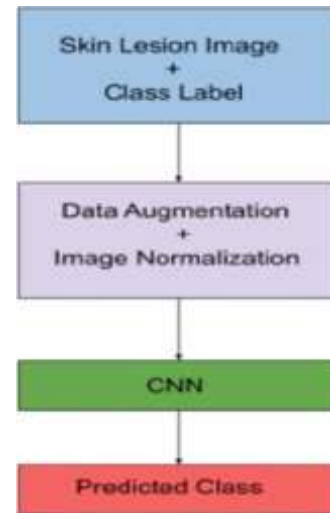 Skin Lesion Image
+
Class Label
Data Augmentation
+
Image Normalization
CNN
Predicted Class